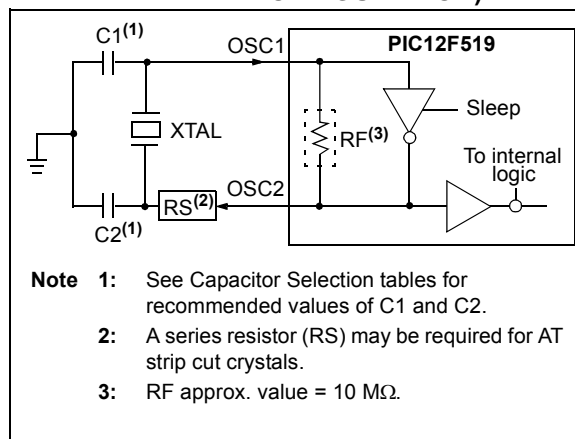 C1(1)
OSC1
PIC12F519
Sleep
XTAL
RF(3)
To internal
logic
OSC2
RS(2)
C2(1)
Note 1: See Capacitor Selection tables for
recommended values of C1 and C2.
2: A series resistor (RS) may be required for AT
strip cut crystals.
3: RF approx. value = 10 MΩ.